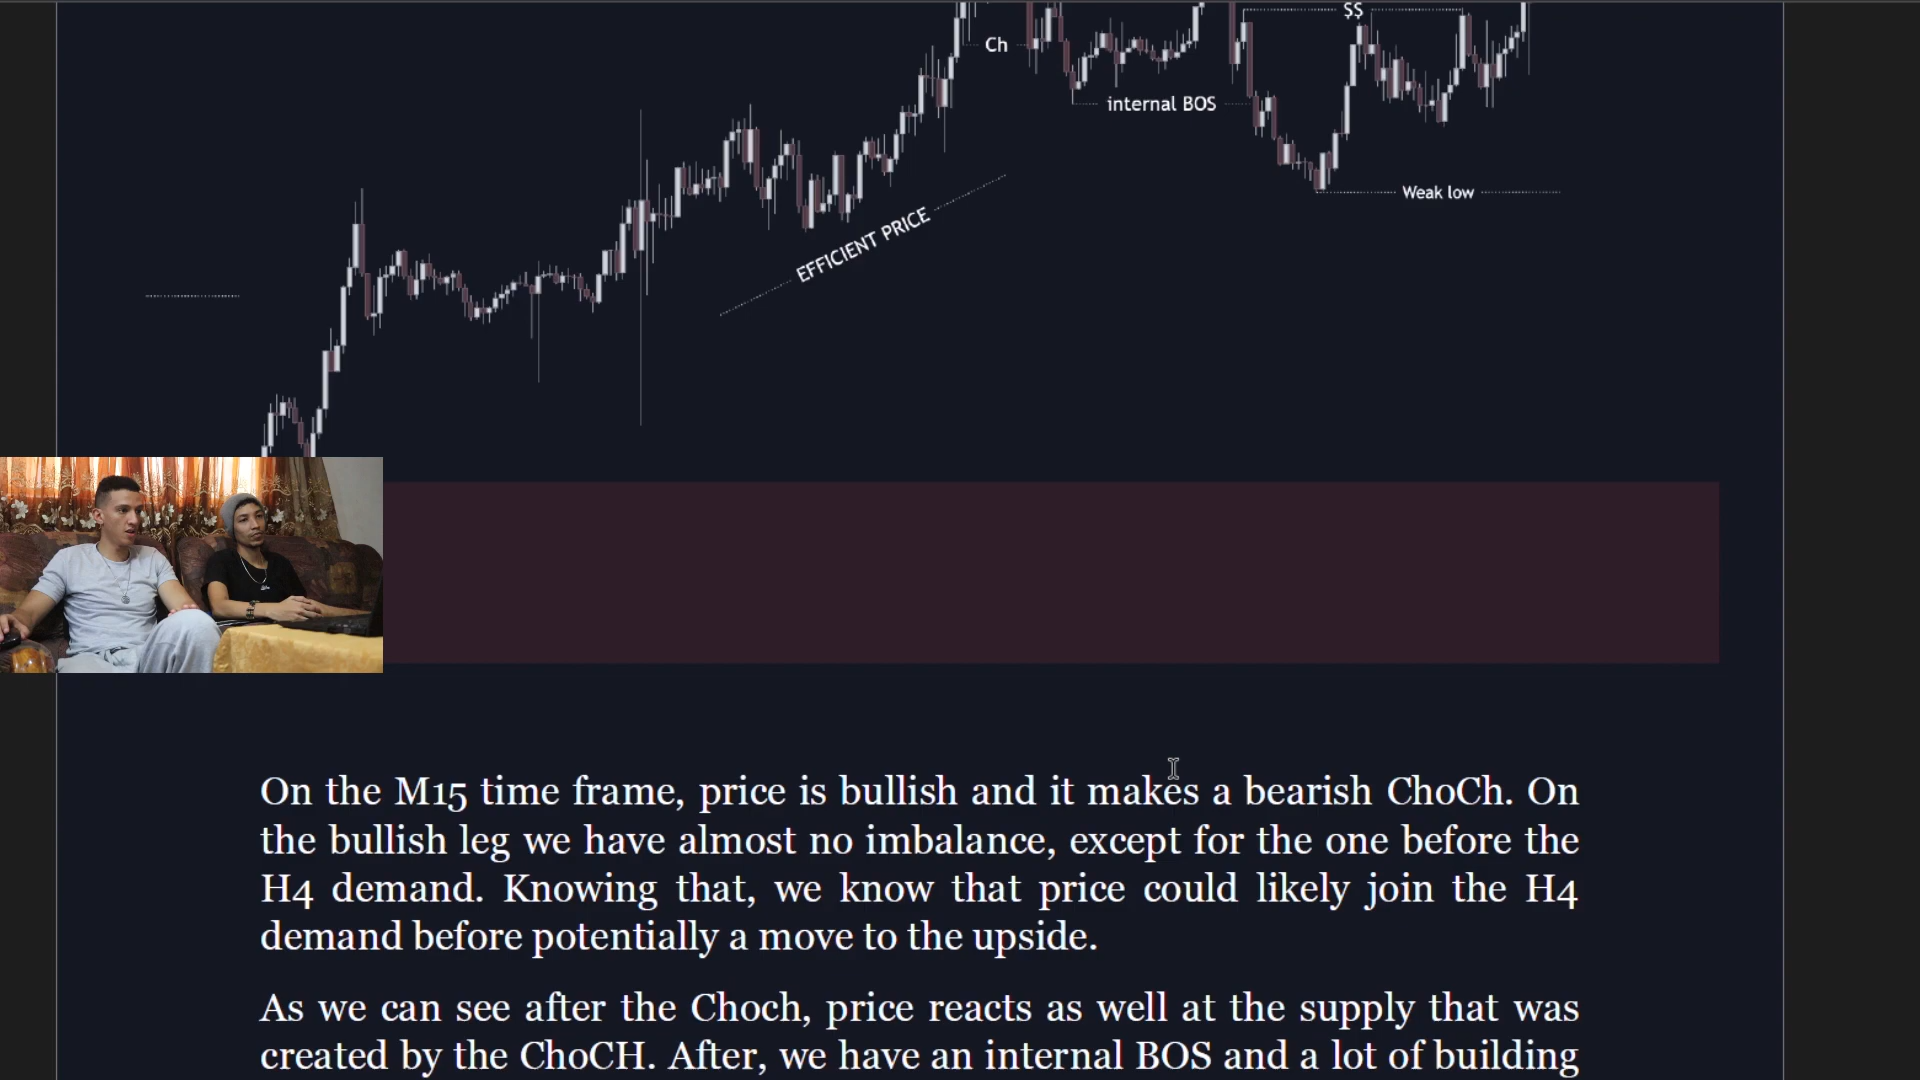 $$
Ch
internal BOS
Weak low
EFFICIENT PRICE
On the M15 time frame, price is bullish and it makes a bearish ChoCh. On
the bullish leg we have almost no imbalance, except for the one before the
H4 demand. Knowing that, we know that price could likely join the H4
demand before potentially a move to the upside.
As we can see after the Choch, price reacts as well at the supply that was
created by the ChoCH. After, we have an internal BOS and a lot of building